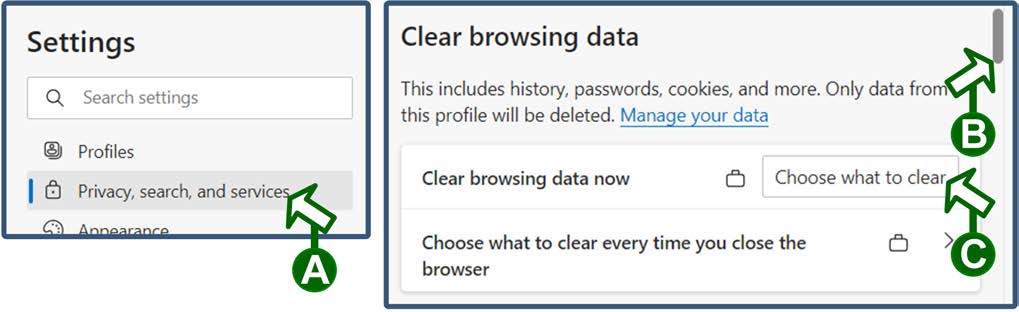 Settings
Search settings
Profiles
Privacy, search, and services
Appearance
A
Clear browsing data
This includes history, passwords, cookies, and more. Only data from
this profile will be deleted. Manage your data
B
Clear browsing data now
Choose what to clear
Choose what to clear every time you close the
browser
C